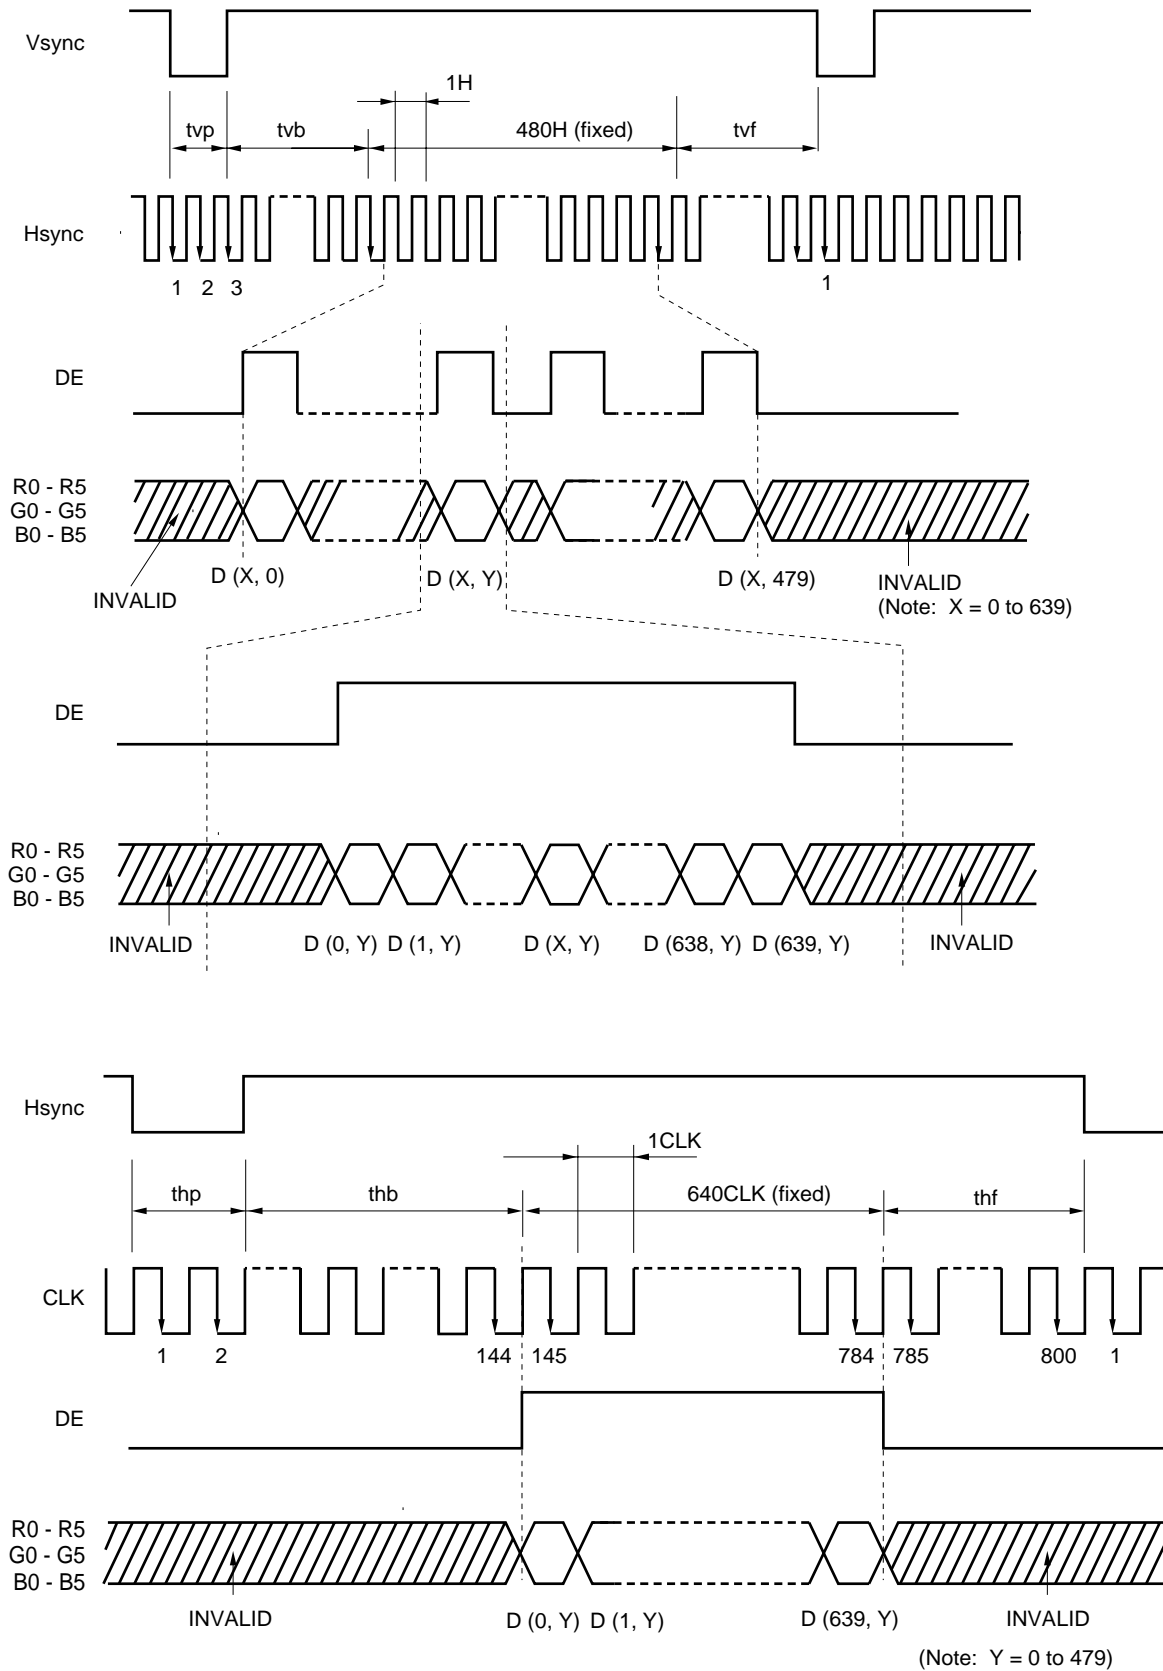 Vsync
1H
tvp tvb 480H (fixed) tvf
Hsync
1 2 3 1
DE
R0 - R5
G0 - G5
B0 - B5
D (X, 0) D (X, Y) D (X, 479)
INVALID
INVALID
(Note: X = 0 to 639)
DE
R0 - R5
G0 - G5
B0 - B5
INVALID D (0, Y) D (1, Y) D (X, Y) D (638, Y) D (639, Y) INVALID
Hsync
1CLK
thp thb 640CLK (fixed) thf
CLK
1 2 144 145 784 785 800 1
DE
R0 - R5
G0 - G5
B0 - B5
INVALID D (0, Y) D (1, Y) D (639, Y) INVALID
(Note: Y = 0 to 479)